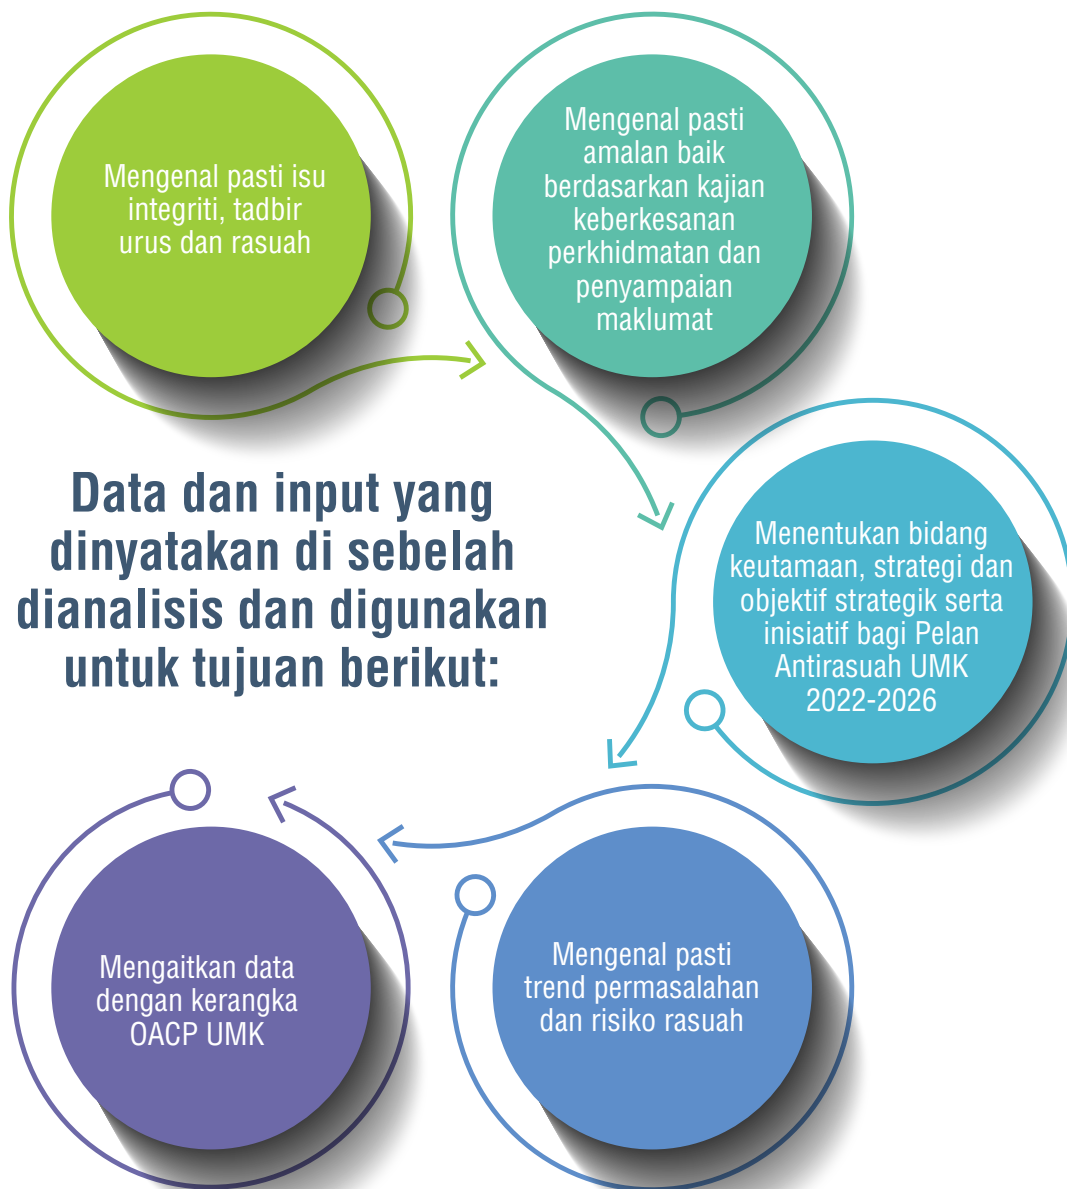 Mengenal pasti isu
integriti, tadbir
urus dan rasuah
Mengenal pasti
amalan baik
berdasarkan kajian
keberkesanan
perkhidmatan dan
penyampaian
maklumat
Data dan input yang
dinyatakan di sebelah
dianalisis dan digunakan
untuk tujuan berikut:
Menentukan bidang
keutamaan, strategi dan
objektif strategik serta
inisiatif bagi Pelan
Antirasuah UMK
2022-2026
Mengenal pasti
trend permasalahan
dan risiko rasuah
Mengaitkan data
dengan kerangka
OACP UMK